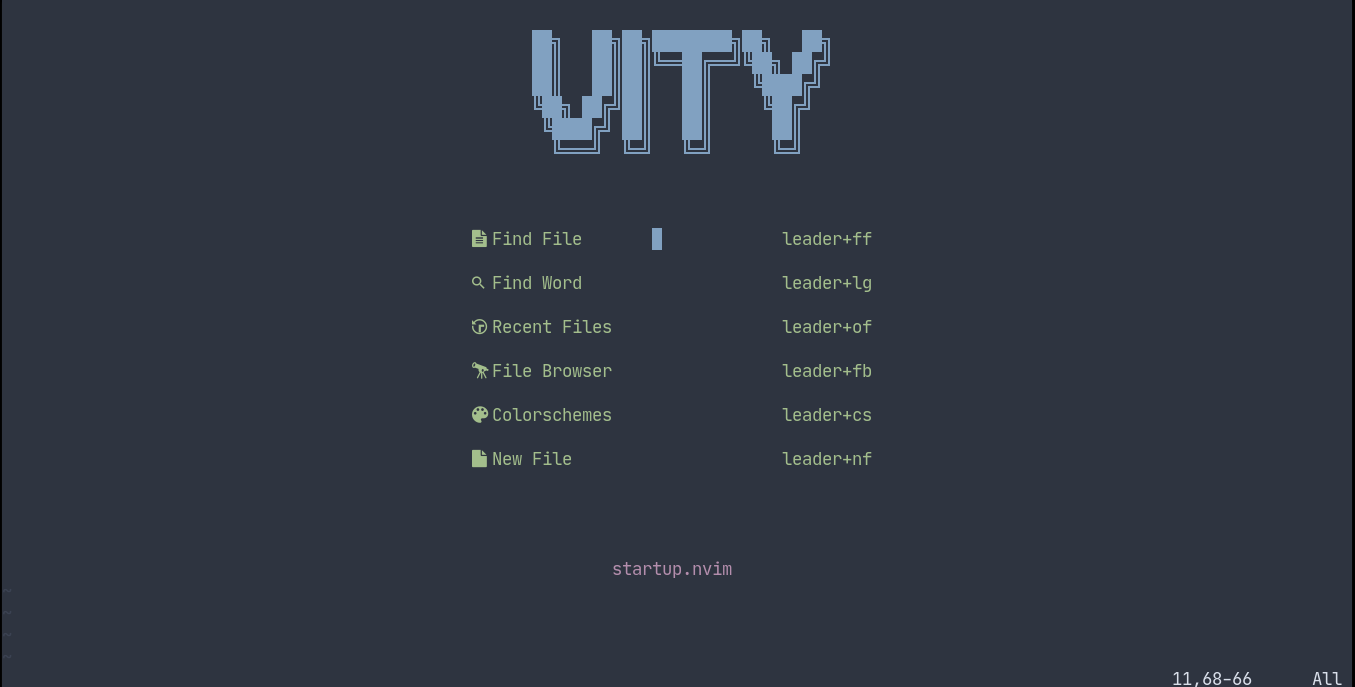 VITY
Find File leader+ff
Find Word leader+lg
Recent Files leader+of
File Browser leader+fb
Colorschemes leader+cs
New File leader+nf
startup.nvim
~
~
~
~
11,68-66 All